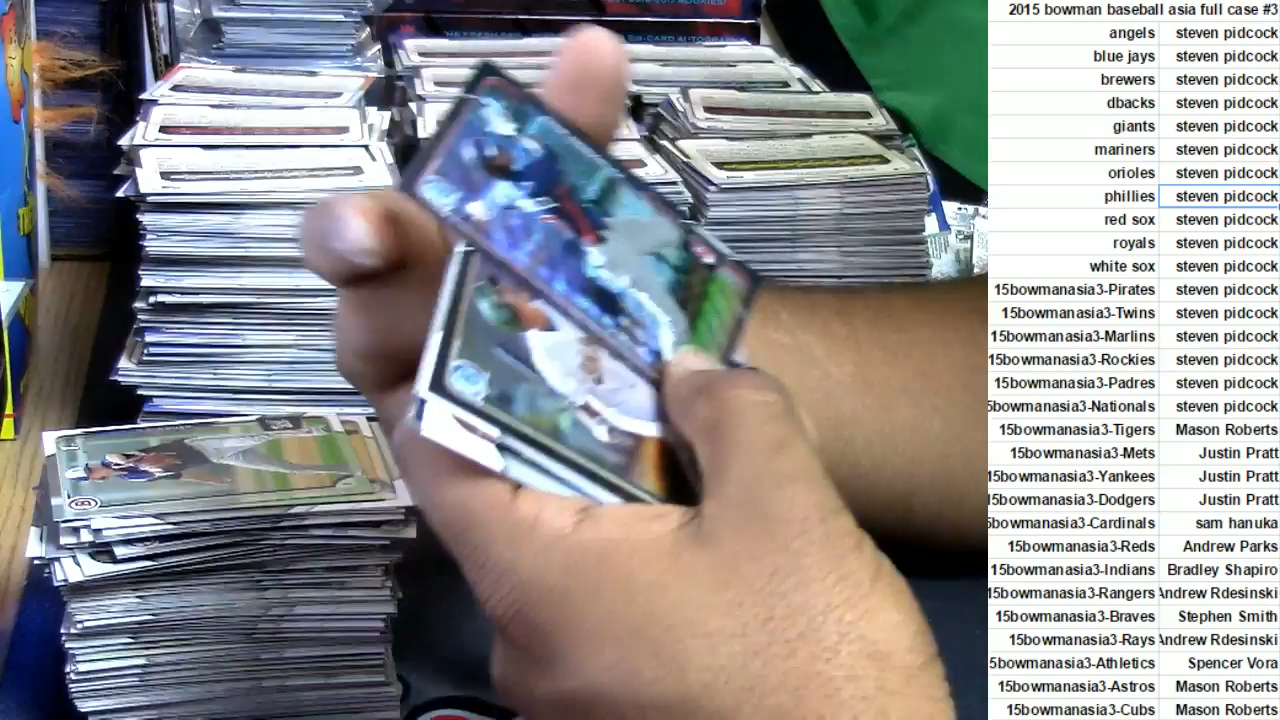 2015 bowman baseball asia full case #3
angels steven pidcock
blue jays steven pidcock
brewers steven pidcock
dbacks steven pidcock
giants steven pidcock
mariners steven pidcock
orioles steven pidcock
phillies steven pidcock
red sox steven pidcock
royals steven pidcock
white sox steven pidcock
15bowmanasia3-Pirates steven pidcock
15bowmanasia3-Twins steven pidcock
15bowmanasia3-Marlins steven pidcock
15bowmanasia3-Rockies steven pidcock
15bowmanasia3-Padres steven pidcock
5bowmanasia3-Nationals steven pidcock
15bowmanasia3-Tigers Mason Roberts
15bowmanasia3-Mets Justin Pratt
15bowmanasia3-Yankees Justin Pratt
15bowmanasia3-Dodgers Justin Pratt
5bowmanasia3-Cardinals sam hanuka
15bowmanasia3-Reds Andrew Parks
15bowmanasia3-Indians Bradley Shapiro
15bowmanasia3-Rangers Andrew Rdesinski
15bowmanasia3-Braves Stephen Smith
15bowmanasia3-Rays Andrew Rdesinski
5bowmanasia3-Athletics Spencer Vora
15bowmanasia3-Astros Mason Roberts
15bowmanasia3-Cubs Mason Roberts